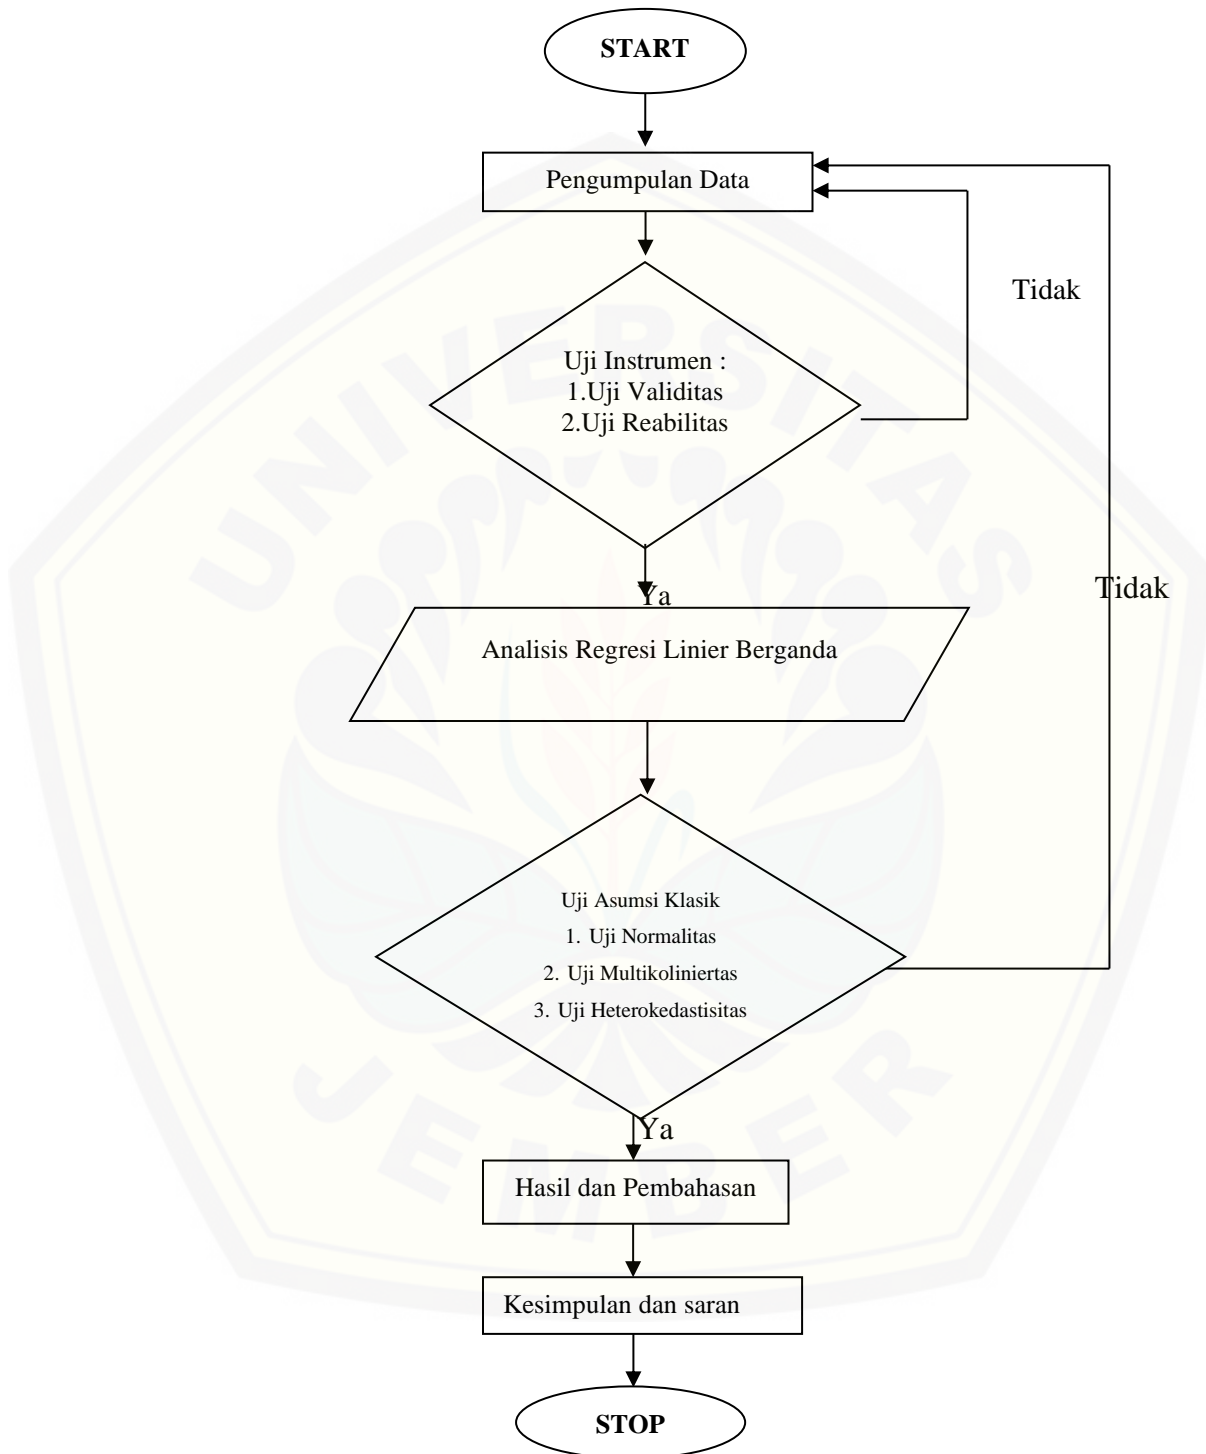 START
Pengumpulan Data
Tidak
Uji Instrumen :
1.Uji Validitas
2.Uji Reabilitas
Ya
Tidak
Analisis Regresi Linier Berganda
Uji Asumsi Klasik
1. Uji Normalitas
2. Uji Multikoliniertas
3. Uji Heterokedastisitas
Ya
Hasil dan Pembahasan
Kesimpulan dan saran
STOP
UNIVERSITAS
JEMBER